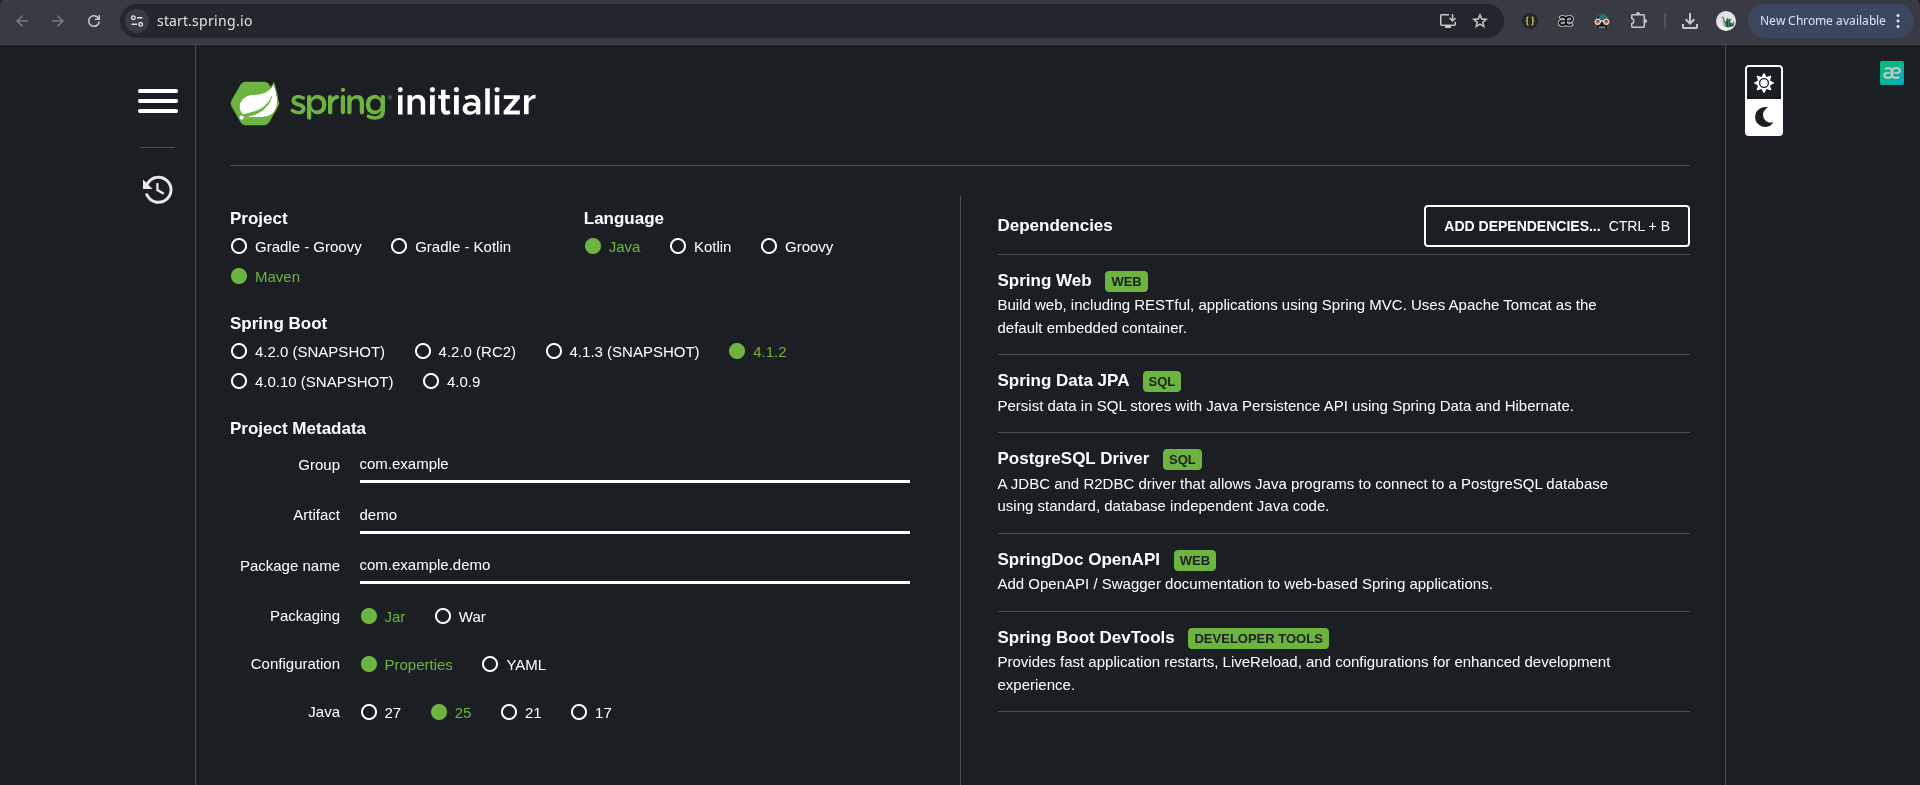 start.spring.io
New Chrome available
spring initializr
Project
Gradle - Groovy Gradle - Kotlin
Maven
Language
Java Kotlin Groovy
Spring Boot
4.2.0 (SNAPSHOT) 4.2.0 (RC2) 4.1.3 (SNAPSHOT) 4.1.2
4.0.10 (SNAPSHOT) 4.0.9
Project Metadata
Group com.example
Artifact demo
Package name com.example.demo
Packaging Jar War
Configuration Properties YAML
Java 27 25 21 17
Dependencies ADD DEPENDENCIES... CTRL + B
Spring Web WEB
Build web, including RESTful, applications using Spring MVC. Uses Apache Tomcat as the
default embedded container.
Spring Data JPA SQL
Persist data in SQL stores with Java Persistence API using Spring Data and Hibernate.
PostgreSQL Driver SQL
A JDBC and R2DBC driver that allows Java programs to connect to a PostgreSQL database
using standard, database independent Java code.
SpringDoc OpenAPI WEB
Add OpenAPI / Swagger documentation to web-based Spring applications.
Spring Boot DevTools DEVELOPER TOOLS
Provides fast application restarts, LiveReload, and configurations for enhanced development
experience.
æ